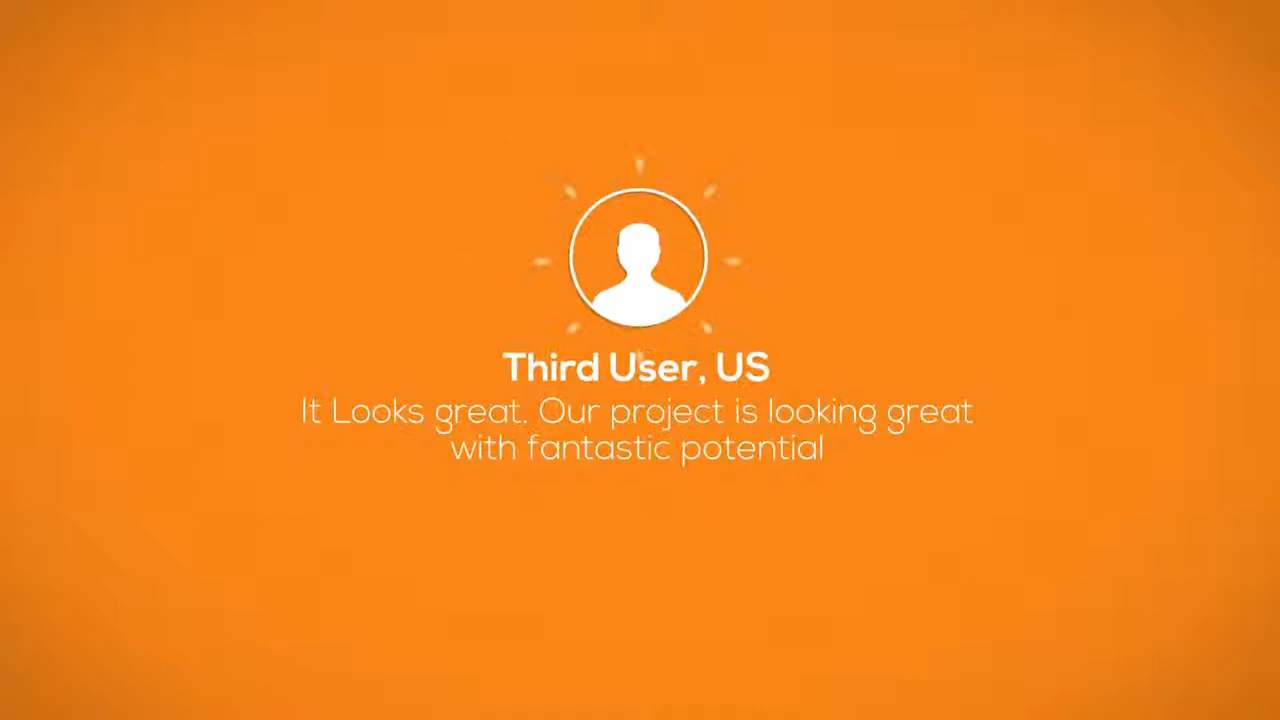 Third User, US
It Looks great. Our project is looking great
with fantastic potential